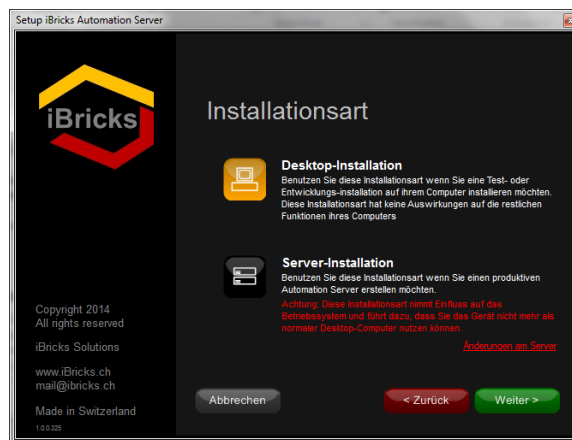 Setup iBricks Automation Server
iBricks
Installationsart
Desktop-Installation
Benutzen Sie diese Installationsart wenn Sie eine Test- oder
Entwicklungs-installation auf ihrem Computer installieren möchten.
Diese Installationsart hat keine Auswirkungen auf die restlichen
Funktionen ihres Computers
Server-Installation
Benutzen Sie diese Installationsart wenn Sie einen produktiven
Automation Server erstellen möchten.
Achtung: Diese Installationsart nimmt Einfluss auf das
Betriebssystem und führt dazu, dass Sie das Gerät nicht mehr als
normaler Desktop-Computer nutzen können.
Änderungen am Server
Copyright 2014
All rights reserved
iBricks Solutions
www.iBricks.ch
mail@ibricks.ch
Made in Switzerland
1.0.0.325
Abbrechen
< Zurück
Weiter >